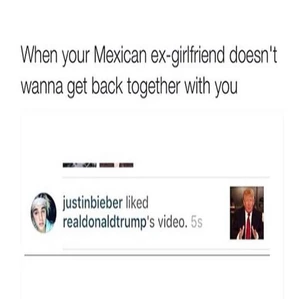 When your Mexican ex-girlfriend doesn't
wanna get back together with you
justinbieber liked
realdonaldtrump's video. 5s